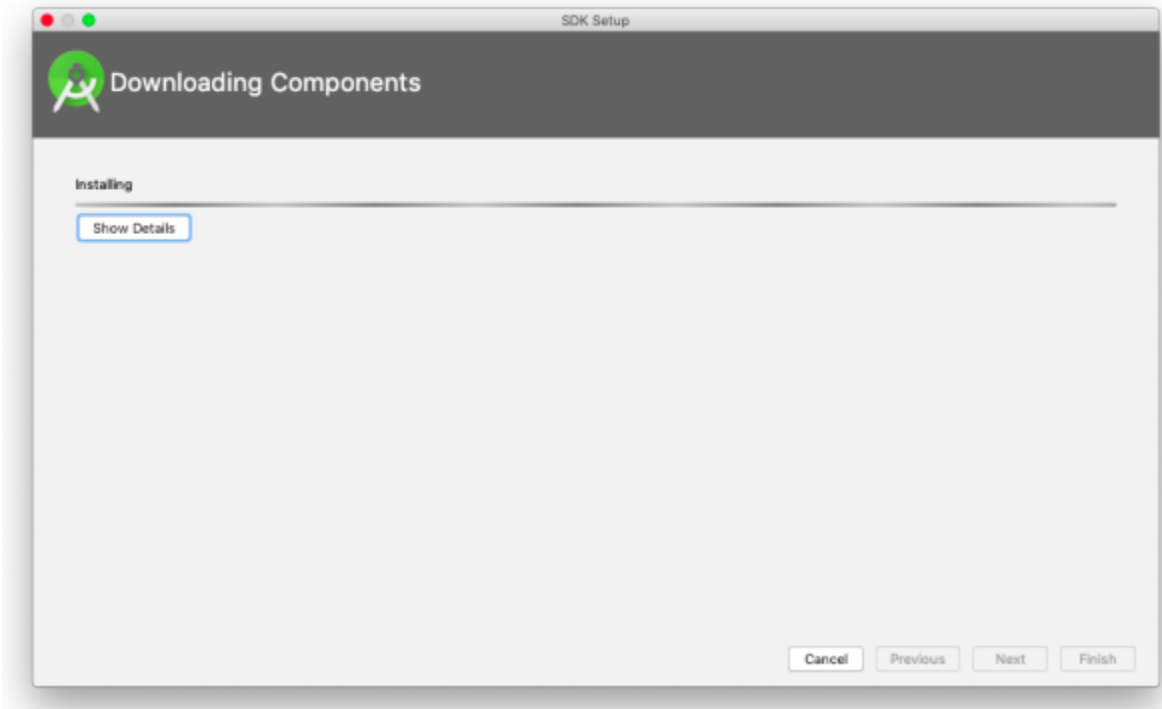 SDK Setup
Downloading Components
Installing
Show Details
Cancel Previous Next Finish